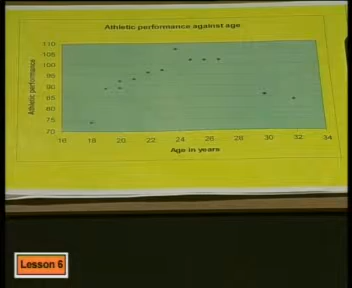 Athletic performance against age
Athletic performance
110
105
100
95
90
85
80
75
70
16 18 20 22 24 26 28 30 32 34
Age in years
Lesson 6